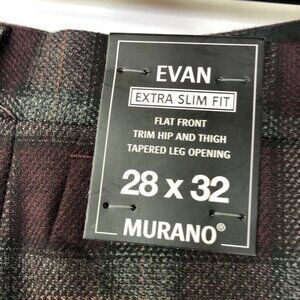 EVAN
EXTRA SLIM FIT
FLAT FRONT
TRIM HIP AND THIGH
TAPERED LEG OPENING
28 x 32
MURANO®